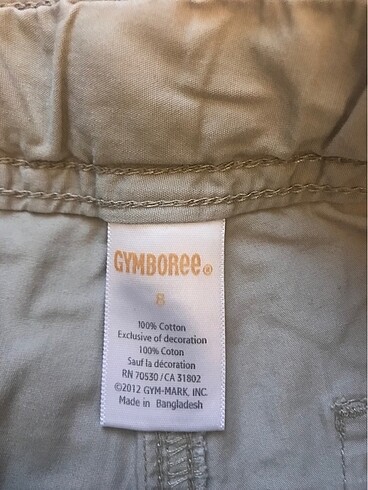 GYMBOREE®
8
100% Cotton
Exclusive of decoration
100% Coton
Sauf la décoration
RN 70530 / CA 31802
©2012 GYM-MARK, INC.
Made in Bangladesh